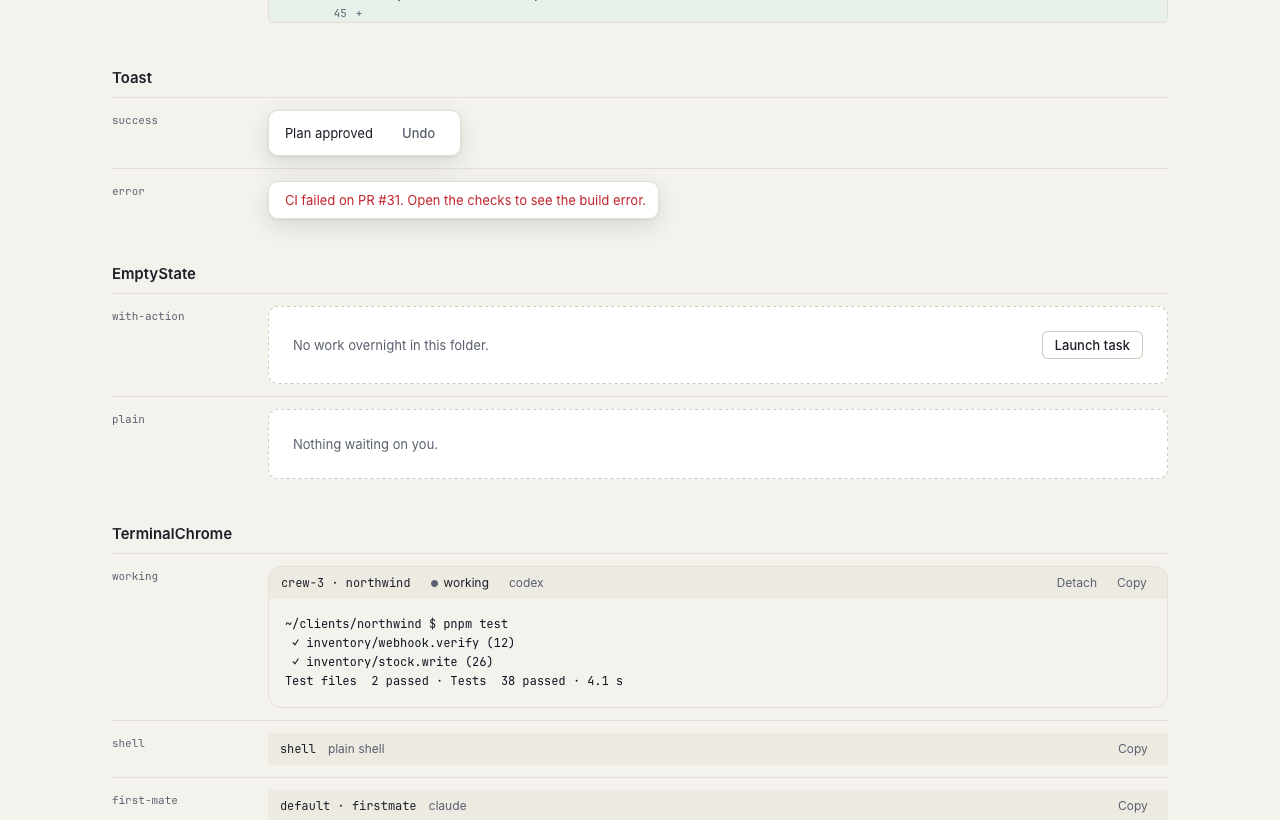 45 +
Toast
success
Plan approved Undo
error
CI failed on PR #31. Open the checks to see the build error.
EmptyState
with-action
No work overnight in this folder. Launch task
plain
Nothing waiting on you.
TerminalChrome
working
crew-3 · northwind ● working codex Detach Copy
~/clients/northwind $ pnpm test
✓ inventory/webhook.verify (12)
✓ inventory/stock.write (26)
Test files 2 passed · Tests 38 passed · 4.1 s
shell
shell plain shell Copy
first-mate
default · firstmate claude Copy